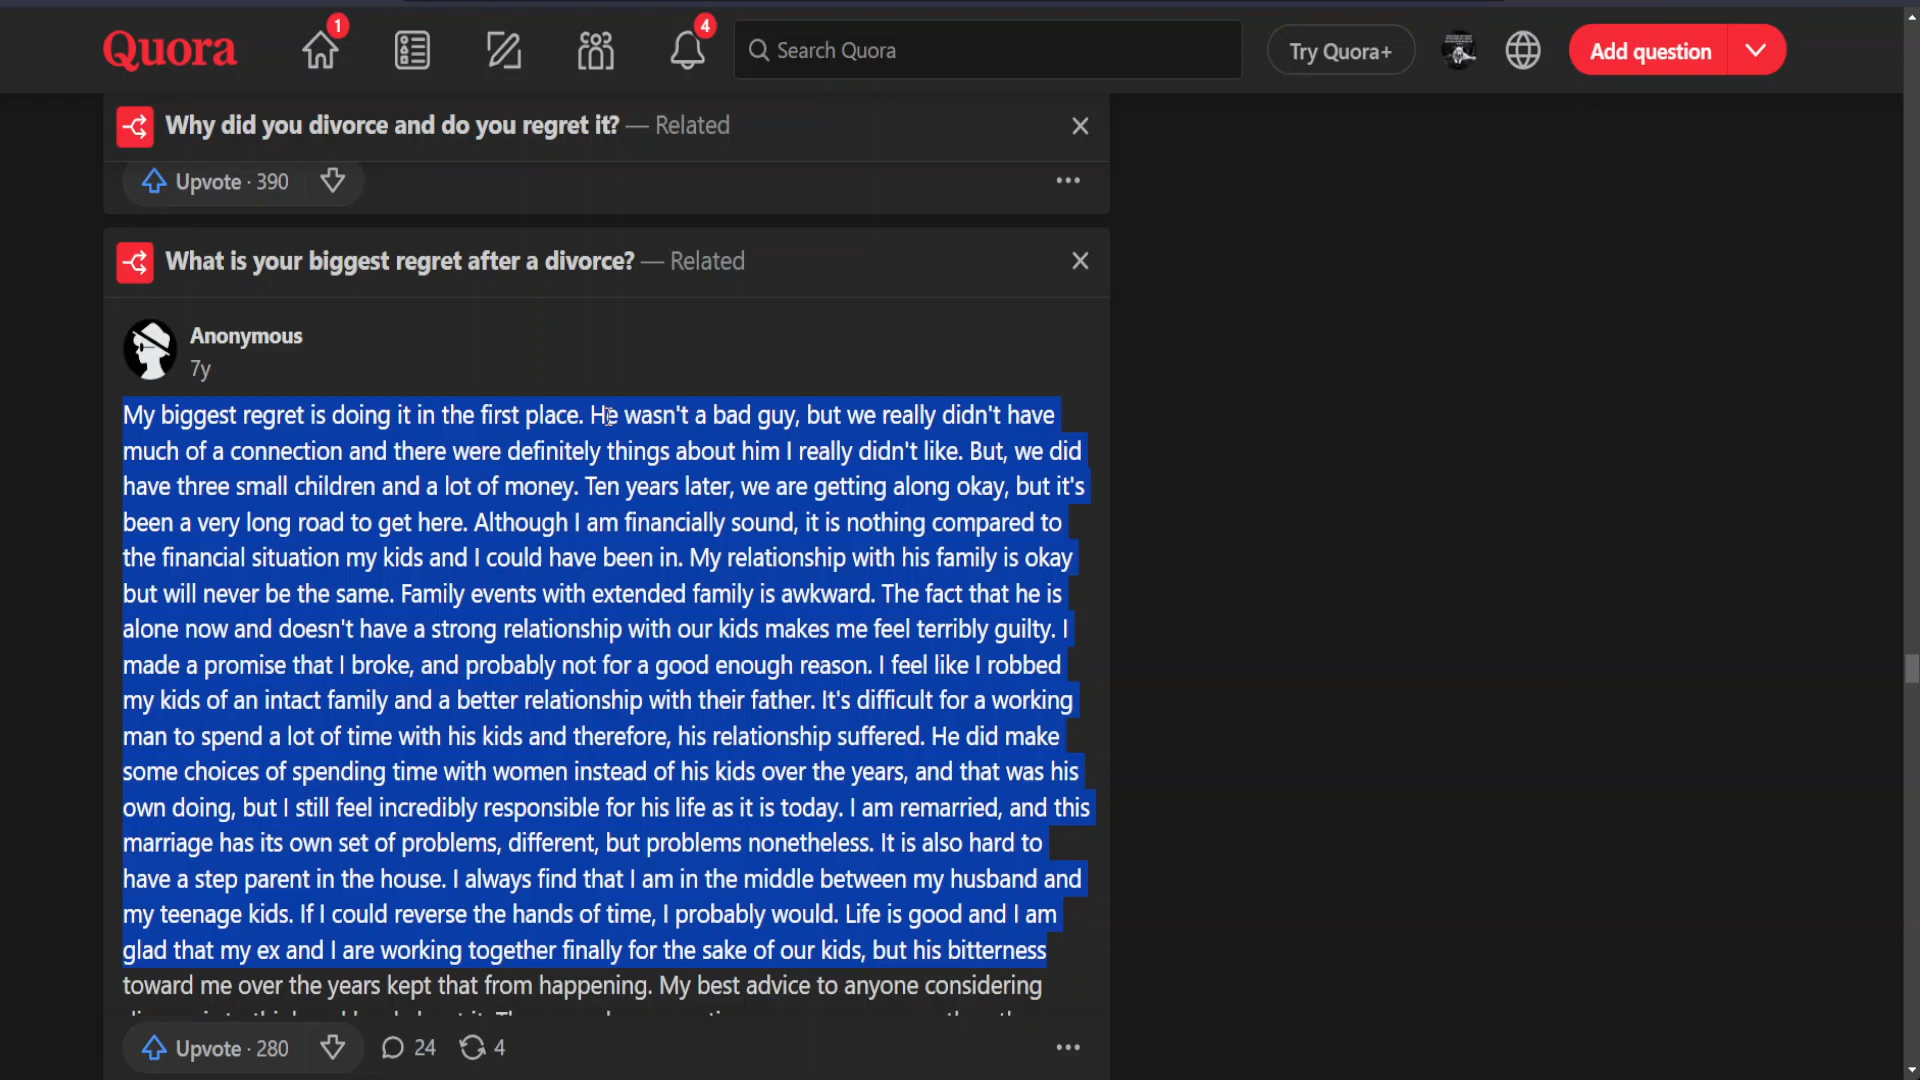 Quora
1
4
Search Quora
Try Quora+
Add question
Why did you divorce and do you regret it? — Related
Upvote · 390
What is your biggest regret after a divorce? — Related
Anonymous
7y
My biggest regret is doing it in the first place. He wasn't a bad guy, but we really didn't have
much of a connection and there were definitely things about him I really didn't like. But, we did
have three small children and a lot of money. Ten years later, we are getting along okay, but it's
been a very long road to get here. Although I am financially sound, it is nothing compared to
the financial situation my kids and I could have been in. My relationship with his family is okay
but will never be the same. Family events with extended family is awkward. The fact that he is
alone now and doesn't have a strong relationship with our kids makes me feel terribly guilty. I
made a promise that I broke, and probably not for a good enough reason. I feel like I robbed
my kids of an intact family and a better relationship with their father. It's difficult for a working
man to spend a lot of time with his kids and therefore, his relationship suffered. He did make
some choices of spending time with women instead of his kids over the years, and that was his
own doing, but I still feel incredibly responsible for his life as it is today. I am remarried, and this
marriage has its own set of problems, different, but problems nonetheless. It is also hard to
have a step parent in the house. I always find that I am in the middle between my husband and
my teenage kids. If I could reverse the hands of time, I probably would. Life is good and I am
glad that my ex and I are working together finally for the sake of our kids, but his bitterness
toward me over the years kept that from happening. My best advice to anyone considering
Upvote · 280
24
4